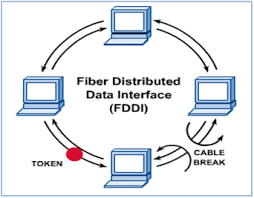 Fiber Distributed
Data Interface
(FDDI)
TOKEN
CABLE
BREAK